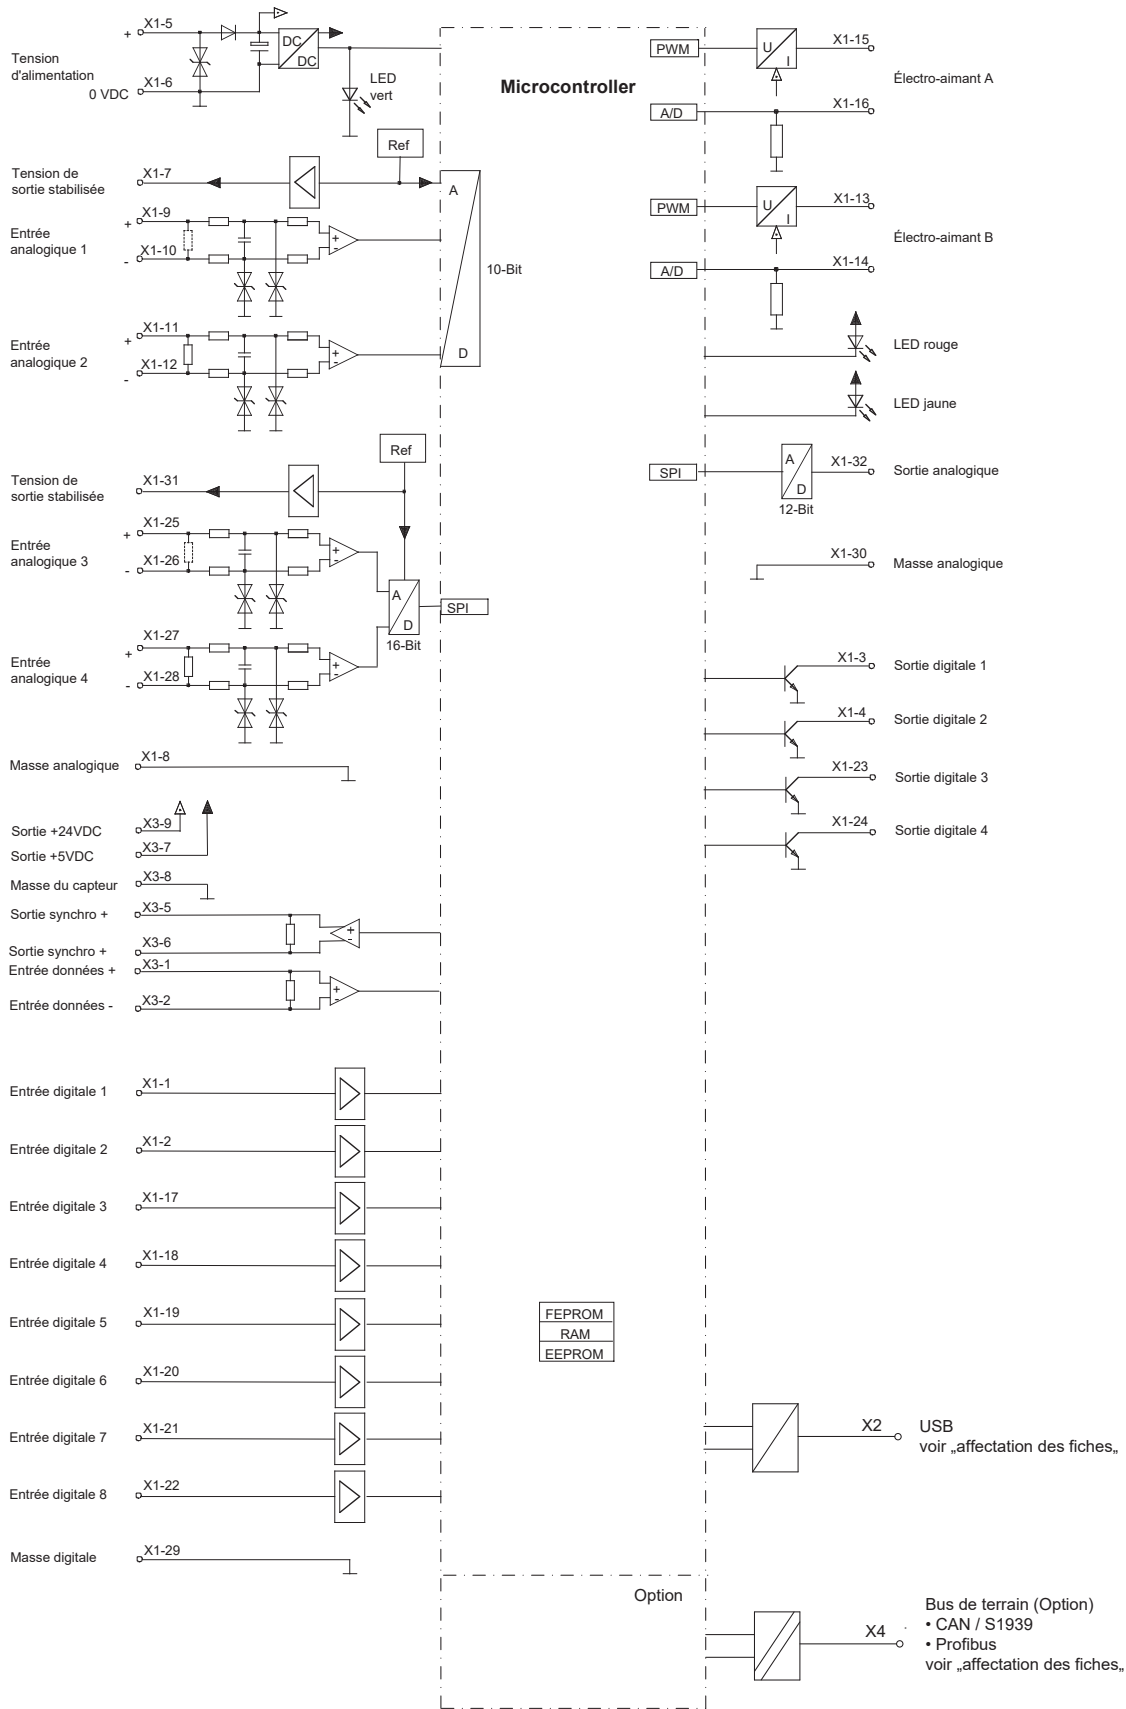 X1-5
+
Tension
d'alimentation
0 VDC
X1-6
DC
DC
LED
vert
Ref
Tension de
sortie stabilisée
X1-7
X1-9
+
Entrée
analogique 1
X1-10
-
+
-
A
10-Bit
D
X1-11
+
Entrée
analogique 2
X1-12
-
+
-
Ref
Tension de
sortie stabilisée
X1-31
X1-25
+
Entrée
analogique 3
X1-26
-
+
-
A
D
16-Bit
SPI
X1-27
+
Entrée
analogique 4
X1-28
-
+
-
Masse analogique
X1-8
Sortie +24VDC
X3-9
Sortie +5VDC
X3-7
Masse du capteur
X3-8
Sortie synchro +
X3-5
+
-
Sortie synchro +
X3-6
Entrée données +
X3-1
+
-
Entrée données -
X3-2
Entrée digitale 1
X1-1
Entrée digitale 2
X1-2
Entrée digitale 3
X1-17
Entrée digitale 4
X1-18
Entrée digitale 5
X1-19
Entrée digitale 6
X1-20
Entrée digitale 7
X1-21
Entrée digitale 8
X1-22
Masse digitale
X1-29
Microcontroller
FEPROM
RAM
EEPROM
Option
PWM
U
I
X1-15
Électro-aimant A
A/D
X1-16
PWM
U
I
X1-13
Électro-aimant B
A/D
X1-14
LED rouge
LED jaune
SPI
A
D
12-Bit
X1-32
Sortie analogique
X1-30
Masse analogique
X1-3
Sortie digitale 1
X1-4
Sortie digitale 2
X1-23
Sortie digitale 3
X1-24
Sortie digitale 4
X2
USB
voir „affectation des fiches„
X4
Bus de terrain (Option)
• CAN / S1939
• Profibus
voir „affectation des fiches„